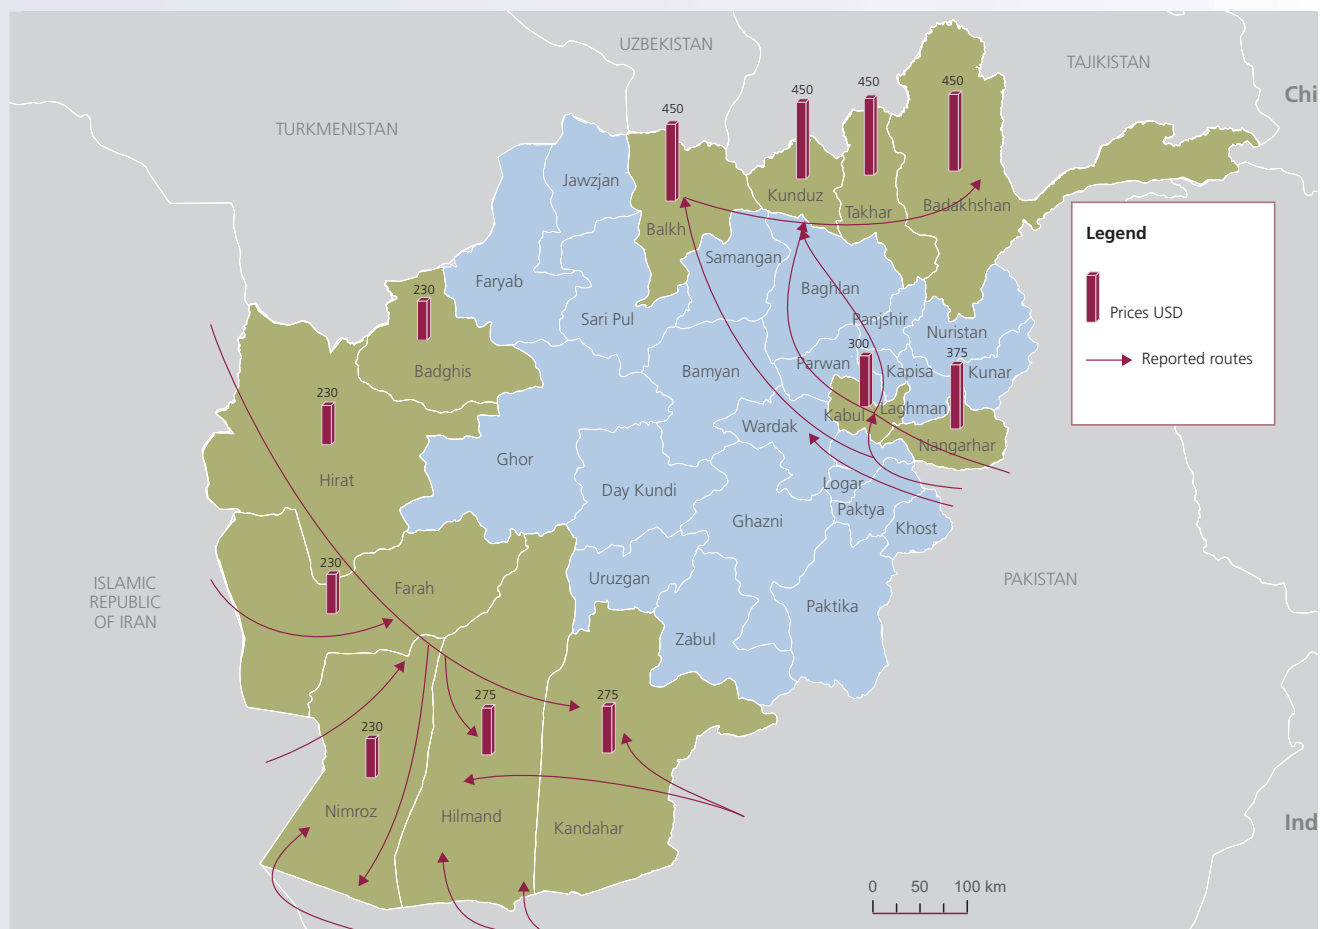 UZBEKISTAN
TAJIKISTAN
Chi
TURKMENISTAN
450
450
450
450
Jawzjan
Kunduz
Takhar
Badakhshan
Balkh
Legend
Prices USD
Reported routes
Samangan
Faryab
Baghlan
230
Sari Pul
Panjshir
Nuristan
300
375
Parwan
Kapisa
Kunar
Badghis
Bamyan
230
Kabul
Laghman
Wardak
Nangarhar
Ghor
Hirat
Day Kundi
Logar
Ghazni
Paktya
Khost
230
ISLAMIC
REPUBLIC
OF IRAN
Farah
Uruzgan
PAKISTAN
Paktika
Zabul
275
275
230
Nimroz
Hilmand
Kandahar
Ind
0 50 100 km